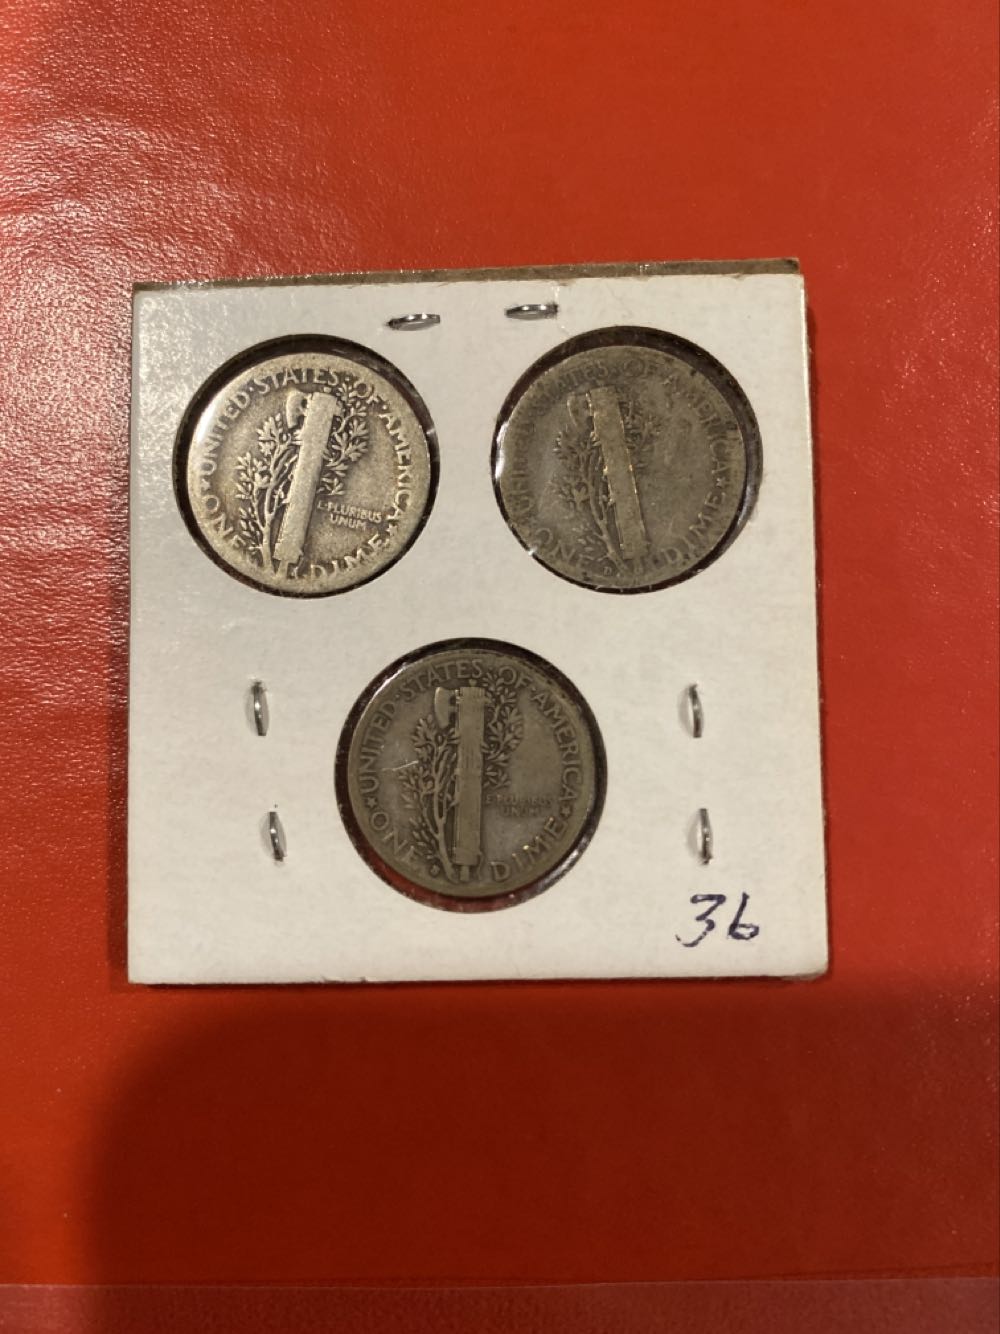 UNITED·STATES·OF·AMERICA
E·PLURIBUS
UNUM
ONE DIME
UNITED·STATES·OF·AMERICA
ONE DIME
D
UNITED·STATES·OF·AMERICA
E·PLURIBUS
UNUM
ONE DIME
36